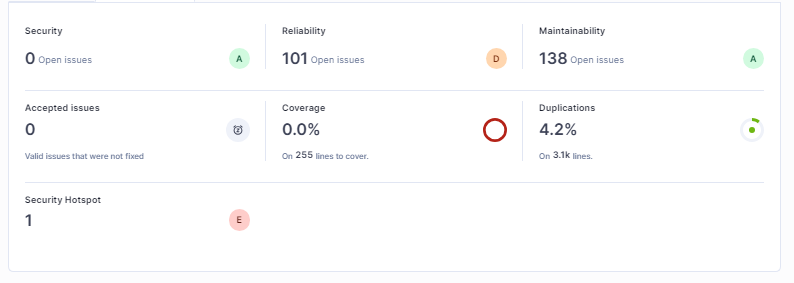 Security
0 Open issues
A
Reliability
101 Open issues
D
Maintainability
138 Open issues
A
Accepted issues
0
Valid issues that were not fixed
Coverage
0.0%
On 255 lines to cover.
Duplications
4.2%
On 3.1k lines.
Security Hotspot
1
E